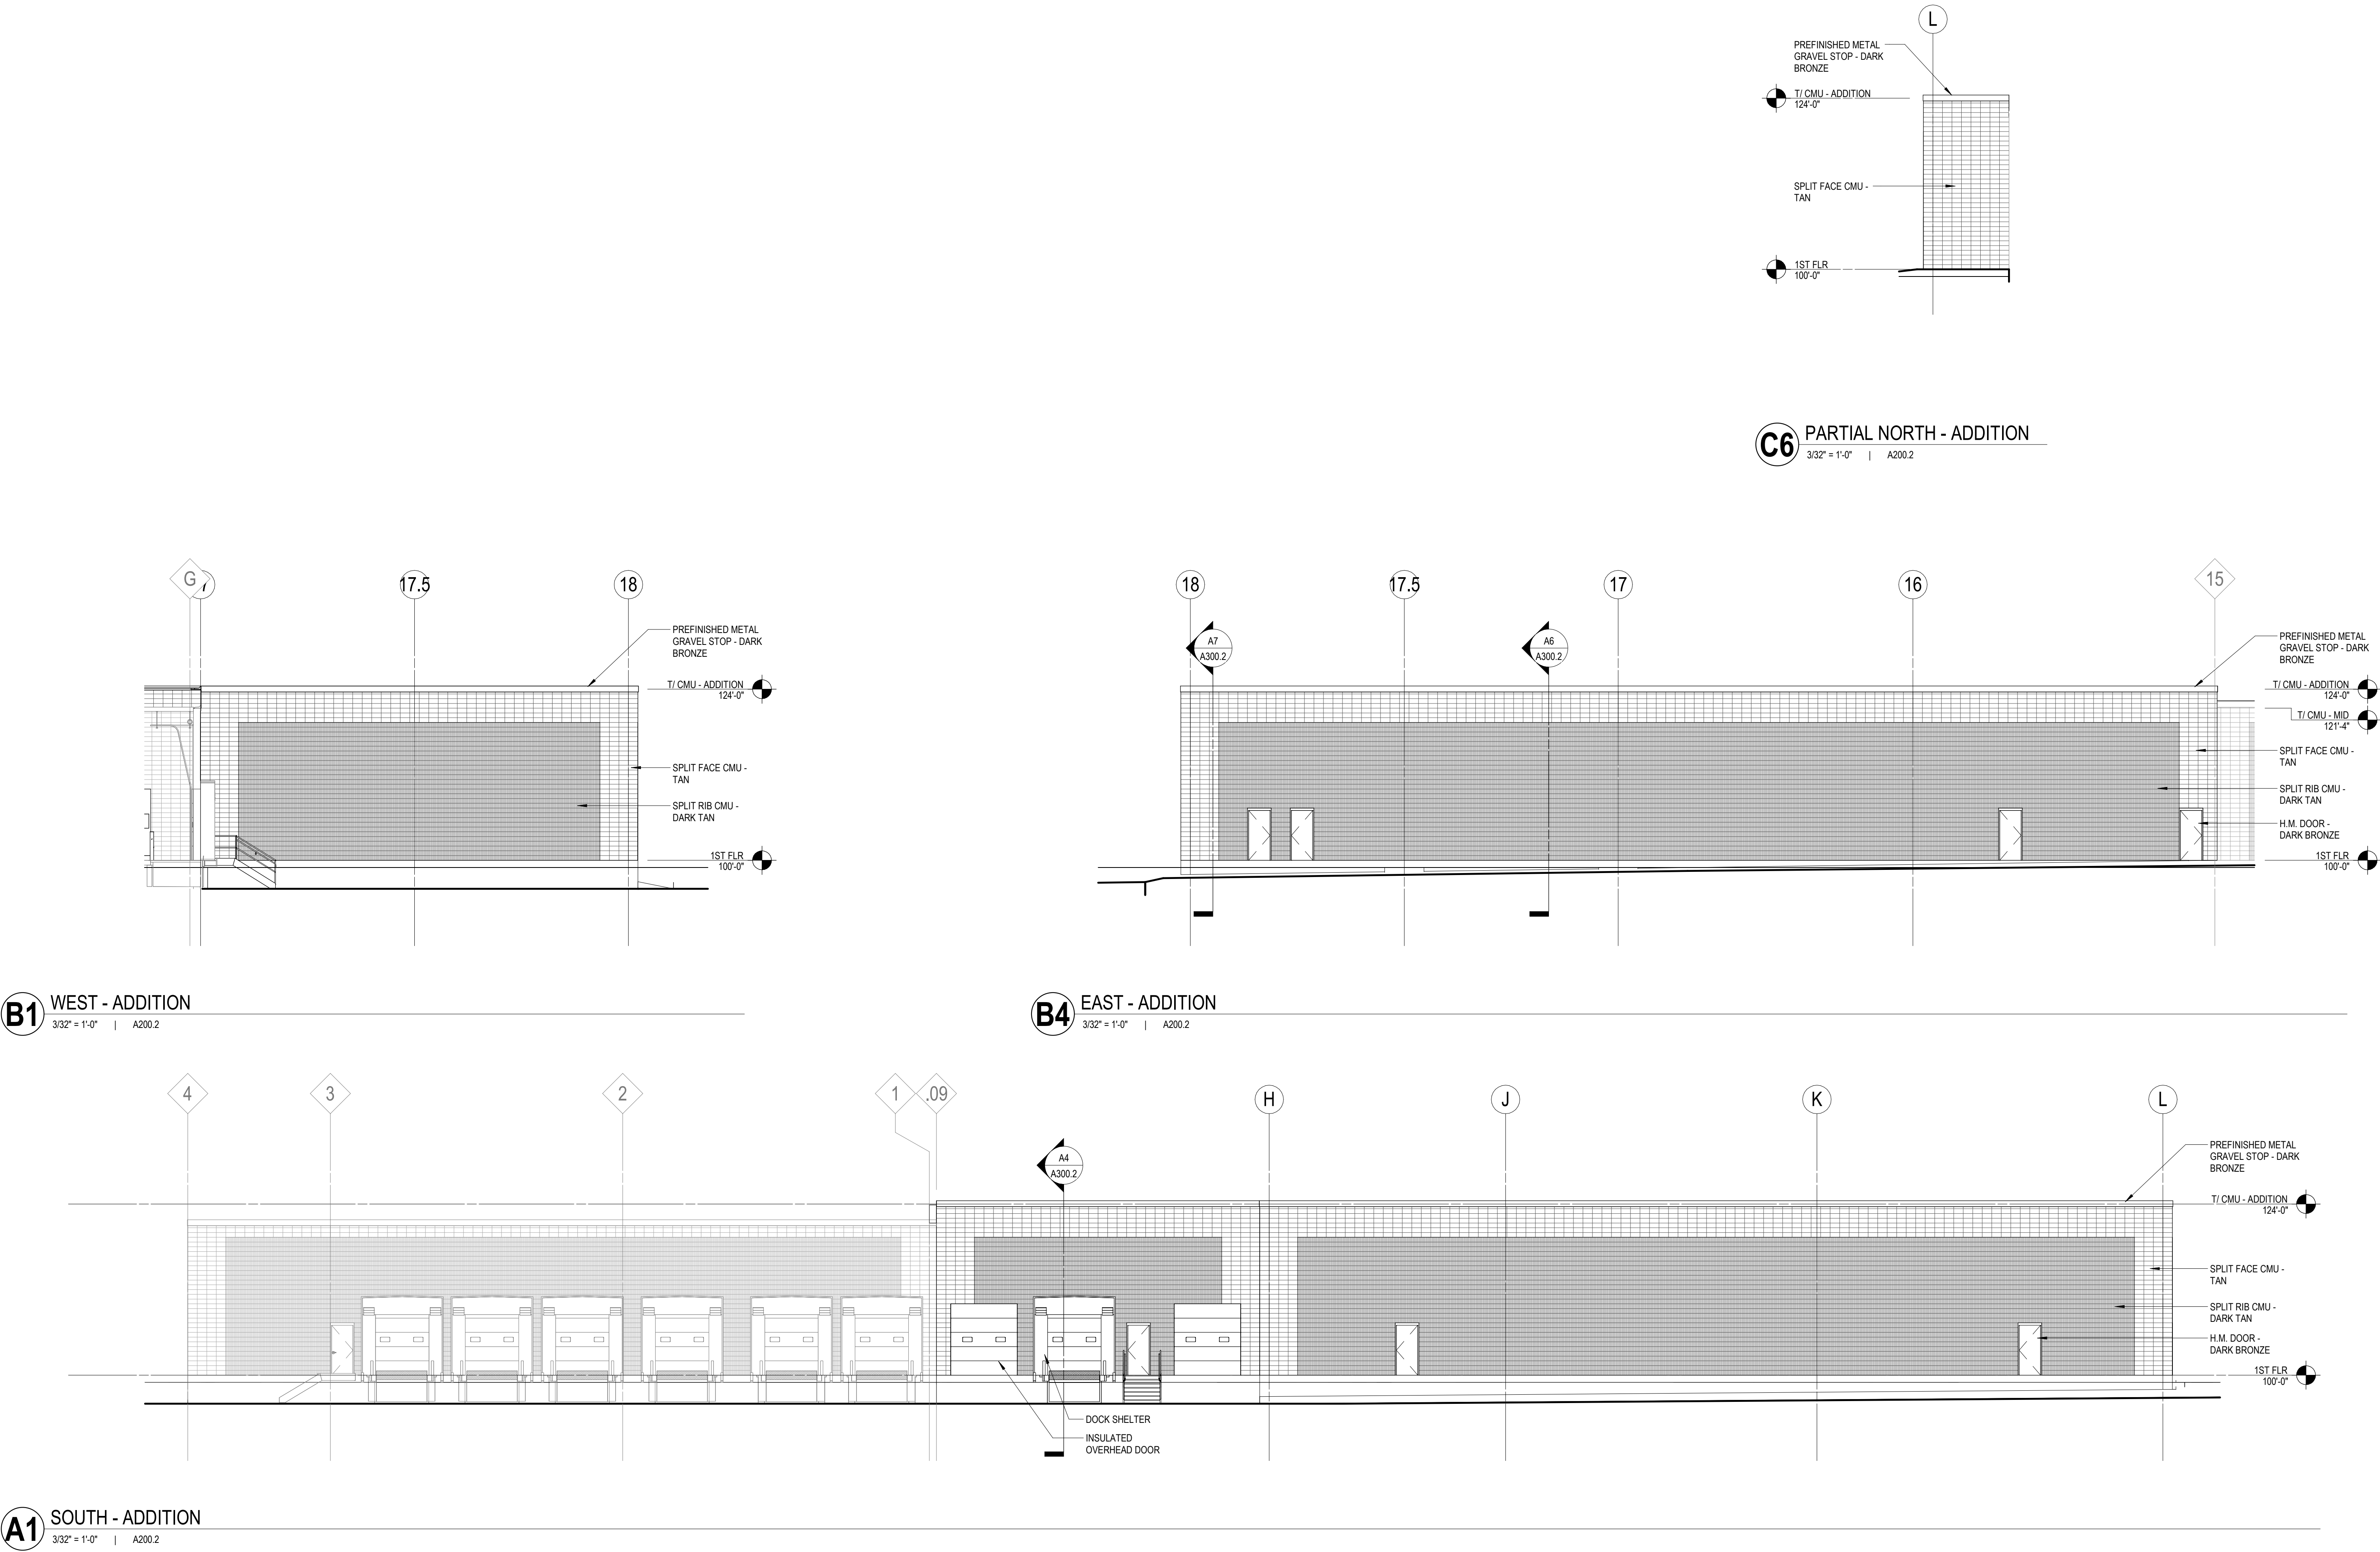 L
PREFINISHED METAL
GRAVEL STOP - DARK
BRONZE
T/ CMU - ADDITION
124'-0"
SPLIT FACE CMU -
TAN
1ST FLR
100'-0"
C6
PARTIAL NORTH - ADDITION
3/32" = 1'-0" | A200.2
G
17.5
18
PREFINISHED METAL
GRAVEL STOP - DARK
BRONZE
T/ CMU - ADDITION
124'-0"
SPLIT FACE CMU -
TAN
SPLIT RIB CMU -
DARK TAN
1ST FLR
100'-0"
B1
WEST - ADDITION
3/32" = 1'-0" | A200.2
18
17.5
17
16
15
A7
A300.2
A6
A300.2
PREFINISHED METAL
GRAVEL STOP - DARK
BRONZE
T/ CMU - ADDITION
124'-0"
T/ CMU - MID
121'-4"
SPLIT FACE CMU -
TAN
SPLIT RIB CMU -
DARK TAN
H.M. DOOR -
DARK BRONZE
1ST FLR
100'-0"
B4
EAST - ADDITION
3/32" = 1'-0" | A200.2
4
3
2
1
.09
H
J
K
L
A4
A300.2
PREFINISHED METAL
GRAVEL STOP - DARK
BRONZE
T/ CMU - ADDITION
124'-0"
SPLIT FACE CMU -
TAN
SPLIT RIB CMU -
DARK TAN
H.M. DOOR -
DARK BRONZE
1ST FLR
100'-0"
DOCK SHELTER
INSULATED
OVERHEAD DOOR
A1
SOUTH - ADDITION
3/32" = 1'-0" | A200.2